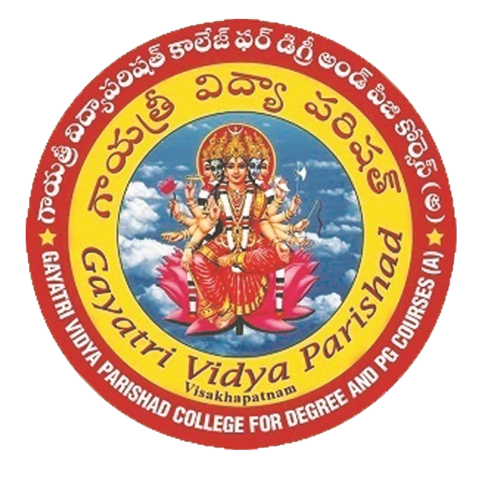 గాయత్రీ విద్యాపరిషత్ కాలేజ్ ఫర్ డిగ్రీ అండ్ పిజి కోర్సెస్ (అ)
గాయత్రీ విద్యా పరిషత్
Gayatri Vidya Parishad
Visakhapatnam
GAYATRI VIDYA PARISHAD COLLEGE FOR DEGREE AND PG COURSES (A)